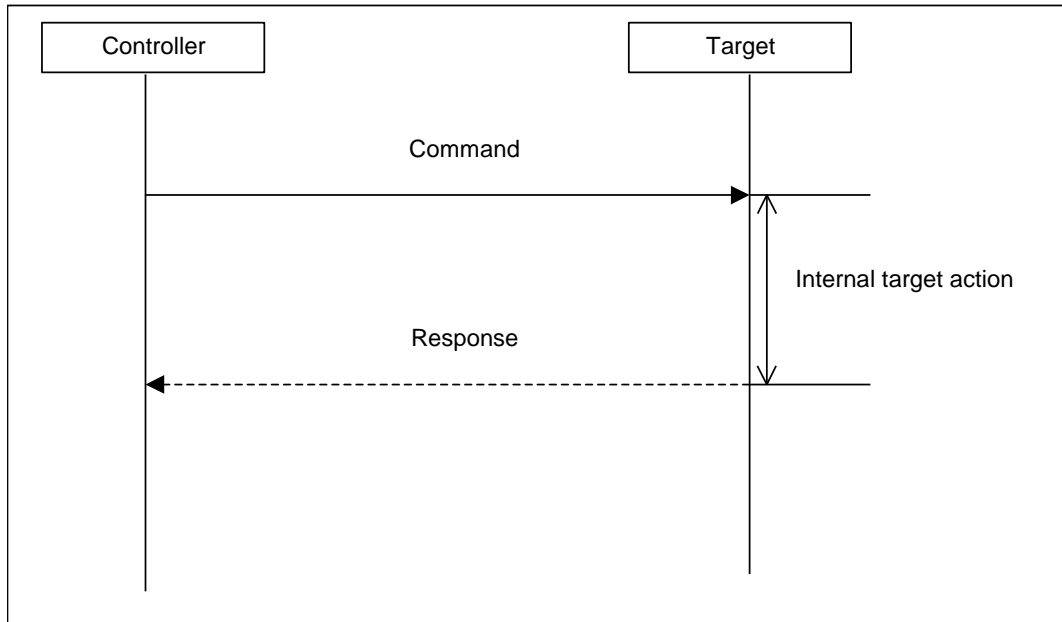 Controller
Target
Command
Internal target action
Response